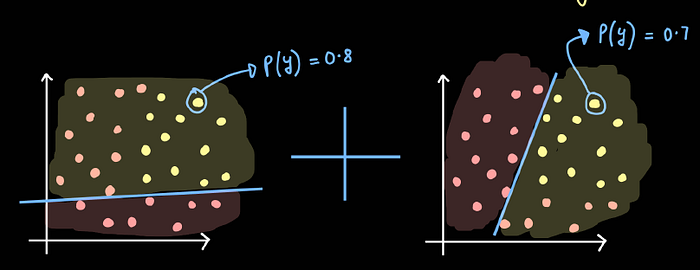 P(y) = 0.8
P(y) = 0.7